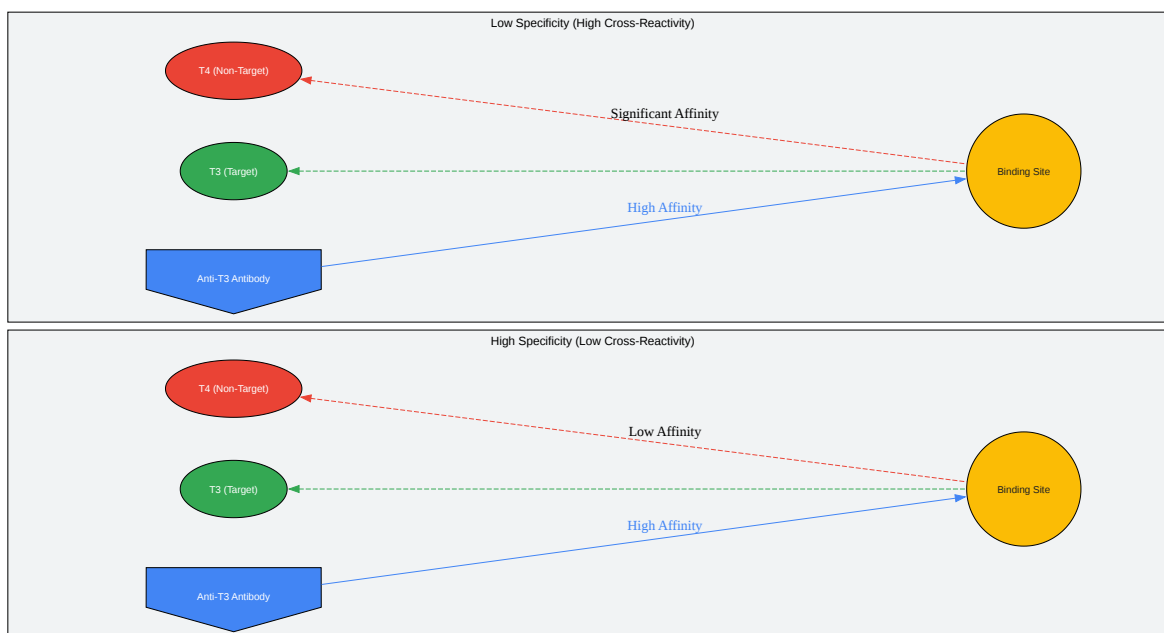 Low Specificity (High Cross-Reactivity)
T4 (Non-Target)
Significant Affinity
T3 (Target)
Binding Site
High Affinity
Anti-T3 Antibody
High Specificity (Low Cross-Reactivity)
T4 (Non-Target)
Low Affinity
T3 (Target)
Binding Site
High Affinity
Anti-T3 Antibody